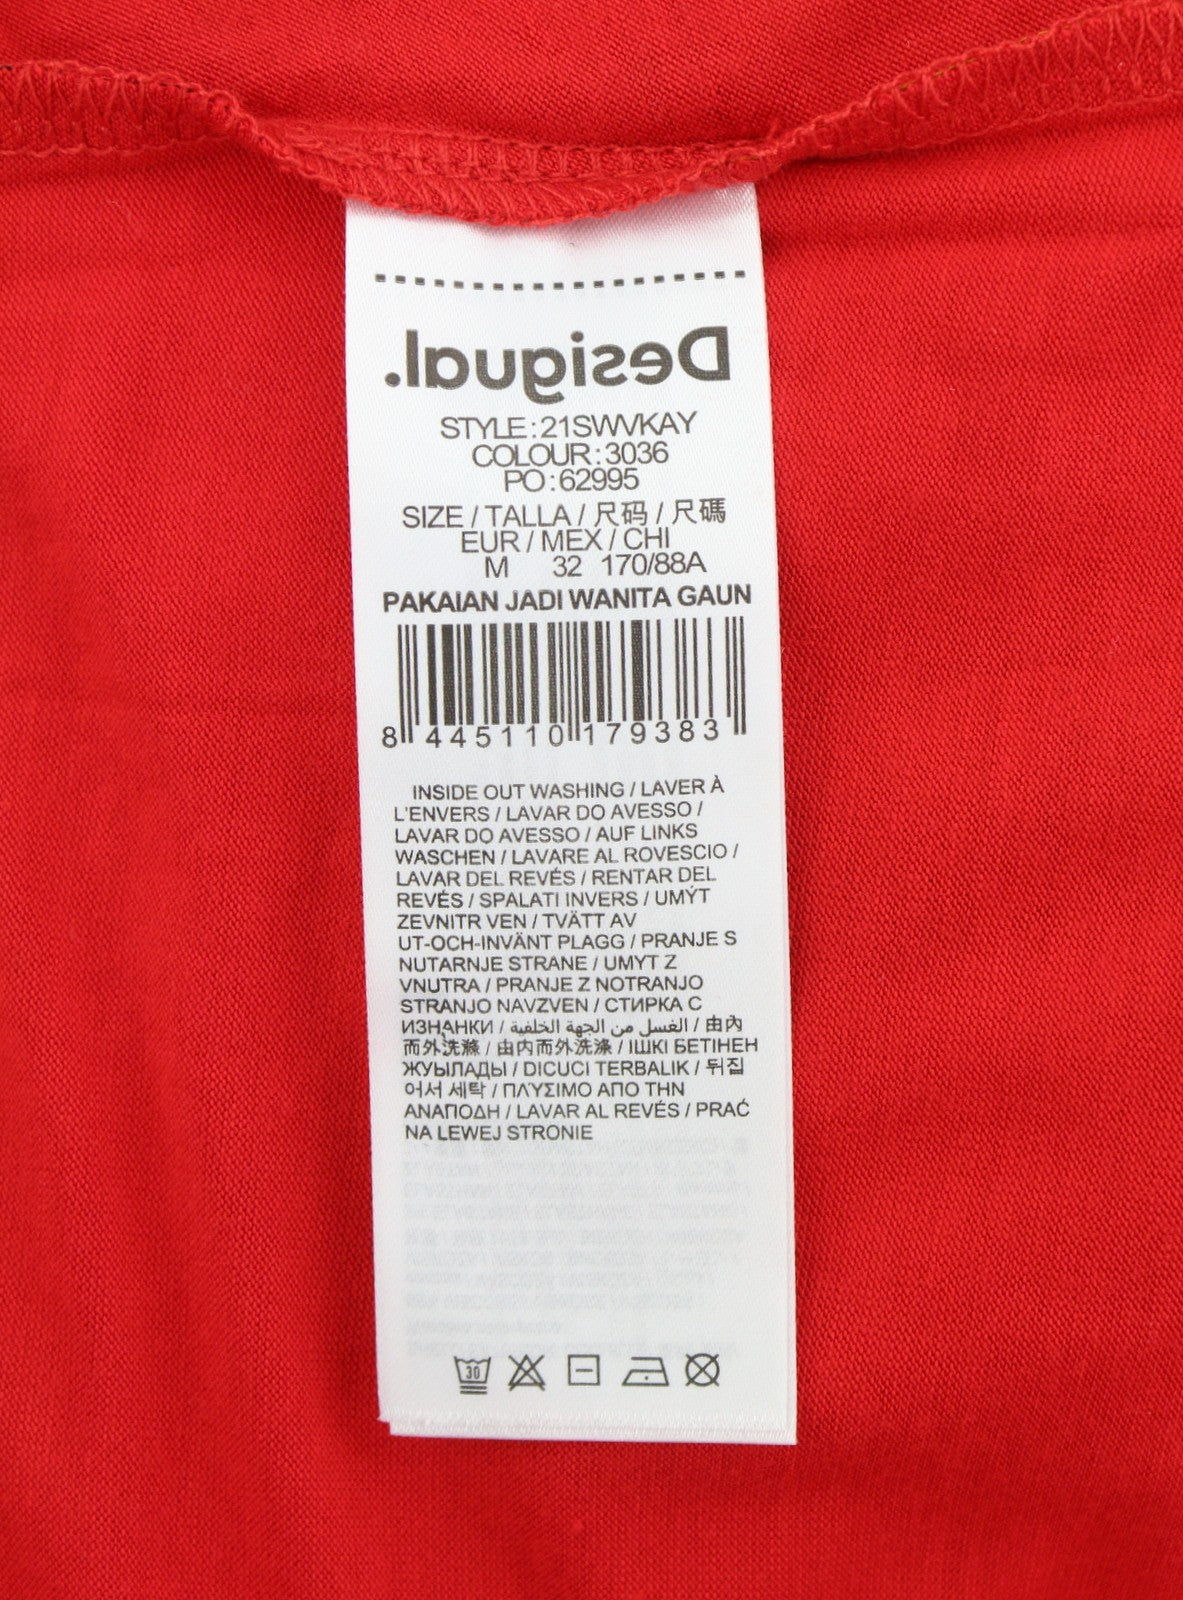 Desigual.
STYLE:21SWVKAY
COLOUR:3036
PO:62995
SIZE / TALLA / 尺码 / 尺碼
EUR / MEX / CHI
M 32 170/88A
PAKAIAN JADI WANITA GAUN
8 445110 179383
INSIDE OUT WASHING / LAVER À
L'ENVERS / LAVAR DO AVESSO /
LAVAR DO AVESSO / AUF LINKS
WASCHEN / LAVARE AL ROVESCIO /
LAVAR DEL REVÉS / RENTAR DEL
REVÉS / SPALATI INVERS / UMÝT
ZEVNITR VEN / TVÄTT AV
UT-OCH-INVÄNT PLAGG / PRANJE S
NUTARNJE STRANE / UMYT Z
VNUTRA / PRANJE Z NOTRANJO
STRANJO NAVZVEN / СТИРКА С
ИЗНАНКИ / الغسل من الجهة الخلفية / 由內
而外洗滌 / 由内而外洗涤 / ІШКІ БЕТІНЕН
ЖУЫЛАДЫ / DICUCI TERBALIK / 뒤집
어서 세탁 / ΠΛΥΣΙΜΟ ΑΠΟ ΤΗΝ
ΑΝΑΠΟΔΗ / LAVAR AL REVÉS / PRAĆ
NA LEWEJ STRONIE
30